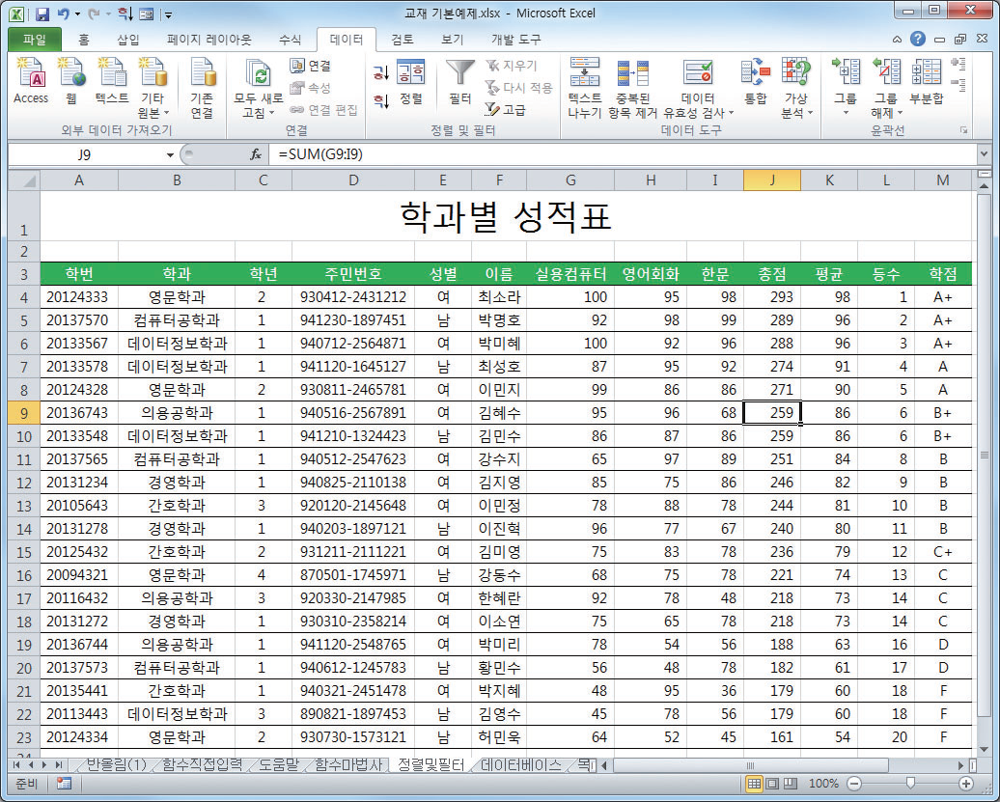 교재 기본예제.xlsx - Microsoft Excel
파일 홈 삽입 페이지 레이아웃 수식 데이터 검토 보기 개발 도구
Access 웹 텍스트 기타 원본 기존 연결 모두 새로 고침 연결 속성 연결 편집 정렬 필터 지우기 다시 적용 고급 텍스트 나누기 중복된 항목 제거 데이터 유효성 검사 통합 가상 분석 그룹 그룹 해제 부분합
외부 데이터 가져오기 연결 정렬 및 필터 데이터 도구 윤곽선
J9 fx =SUM(G9:I9)
A B C D E F G H I J K L M
1 학과별 성적표
2
3 학번 학과 학년 주민번호 성별 이름 실용컴퓨터 영어회화 한문 총점 평균 등수 학점
4 20124333 영문학과 2 930412-2431212 여 최소라 100 95 98 293 98 1 A+
5 20137570 컴퓨터공학과 1 941230-1897451 남 박명호 92 98 99 289 96 2 A+
6 20133567 데이터정보학과 1 940712-2564871 여 박미혜 100 92 96 288 96 3 A+
7 20133578 데이터정보학과 1 941120-1645127 남 최성호 87 95 92 274 91 4 A
8 20124328 영문학과 2 930811-2465781 여 이민지 99 86 86 271 90 5 A
9 20136743 의용공학과 1 940516-2567891 여 김혜수 95 96 68 259 86 6 B+
10 20133548 데이터정보학과 1 941210-1324423 남 김민수 86 87 86 259 86 6 B+
11 20137565 컴퓨터공학과 1 940512-2547623 여 강수지 65 97 89 251 84 8 B
12 20131234 경영학과 1 940825-2110138 여 김지영 85 75 86 246 82 9 B
13 20105643 간호학과 3 920120-2145648 여 이민정 78 88 78 244 81 10 B
14 20131278 경영학과 1 940203-1897121 남 이진혁 96 77 67 240 80 11 B
15 20125432 간호학과 2 931211-2111221 여 김미영 75 83 78 236 79 12 C+
16 20094321 영문학과 4 870501-1745971 남 강동수 68 75 78 221 74 13 C
17 20116432 의용공학과 3 920330-2147985 여 한혜란 92 78 48 218 73 14 C
18 20131272 경영학과 1 930310-2358214 여 이소연 75 65 78 218 73 14 C
19 20136744 의용공학과 1 941120-2548765 여 박미리 78 54 56 188 63 16 D
20 20137573 컴퓨터공학과 1 940612-1245783 남 황민수 56 48 78 182 61 17 D
21 20135441 간호학과 1 940321-2451478 여 박지혜 48 95 36 179 60 18 F
22 20113443 데이터정보학과 3 890821-1897453 남 김영수 45 78 56 179 60 18 F
23 20124334 영문학과 2 930730-1573121 남 허민욱 64 52 45 161 54 20 F
반올림(1) 함수직접입력 도움말 함수마법사 정렬및필터 데이터베이스
준비 100%